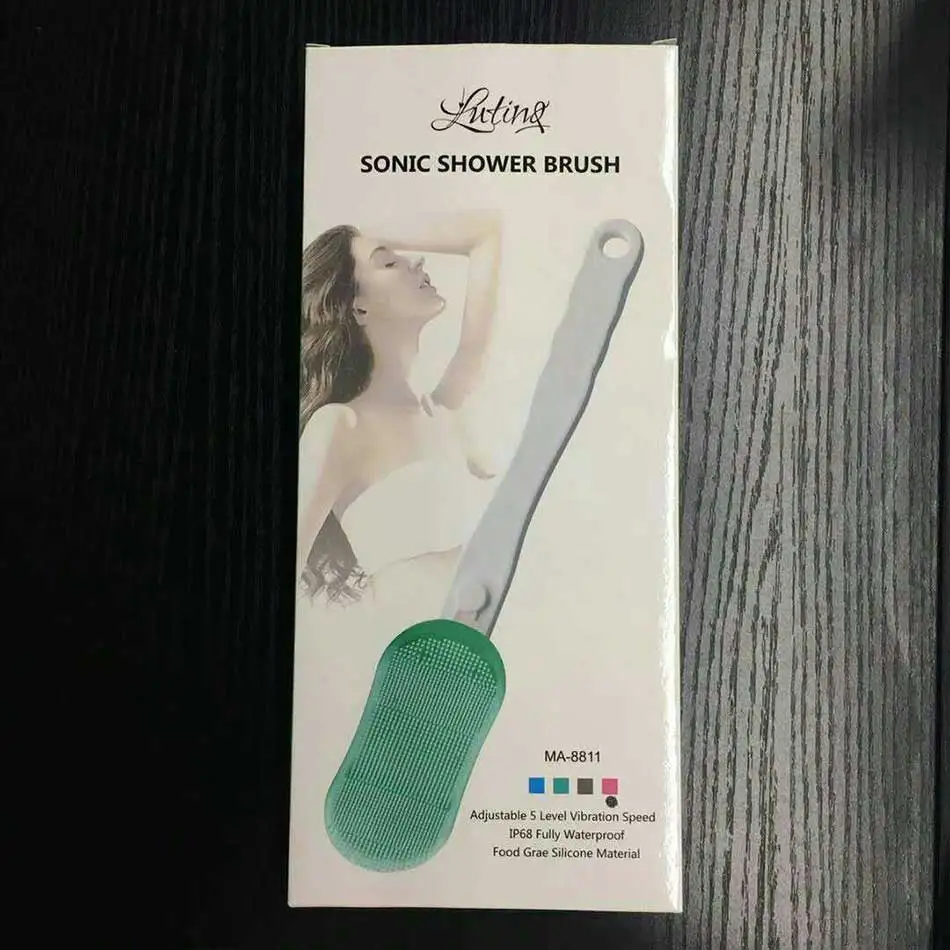 Luting
SONIC SHOWER BRUSH
MA-8811
Adjustable 5 Level Vibration Speed
IP68 Fully Waterproof
Food Grae Silicone Material